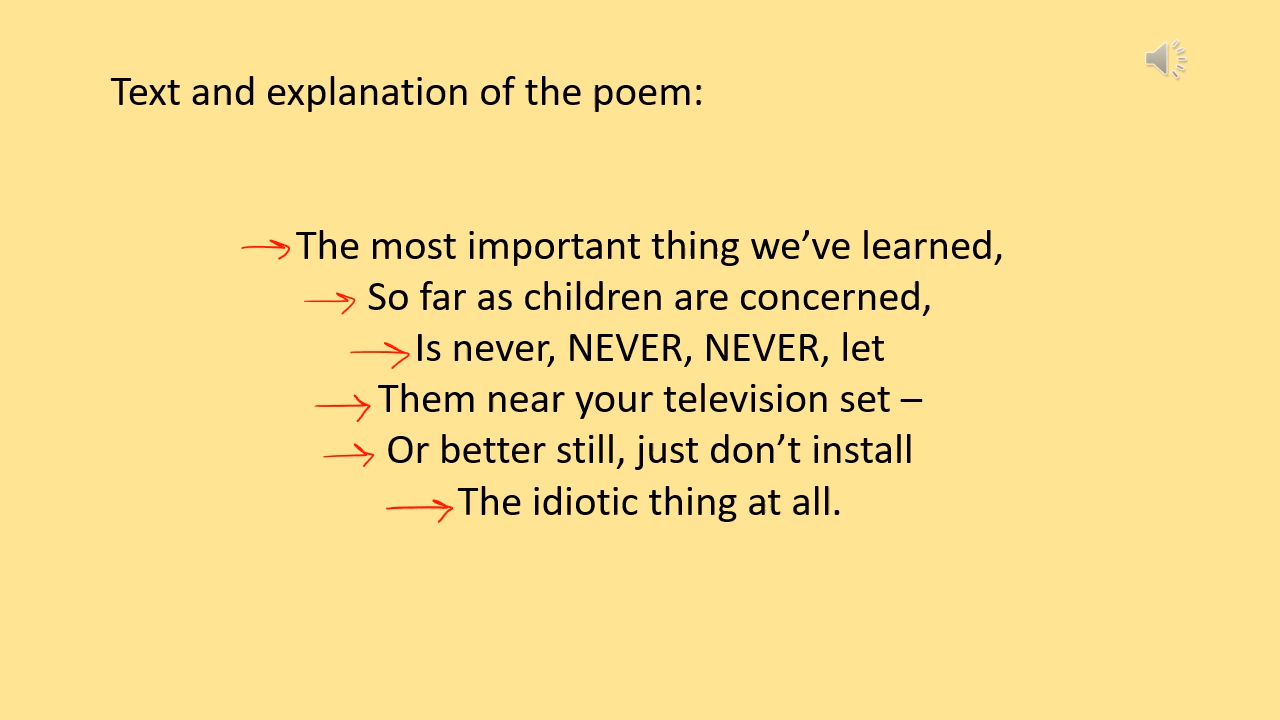 Text and explanation of the poem:
The most important thing we’ve learned,
So far as children are concerned,
Is never, NEVER, NEVER, let
Them near your television set –
Or better still, just don’t install
The idiotic thing at all.